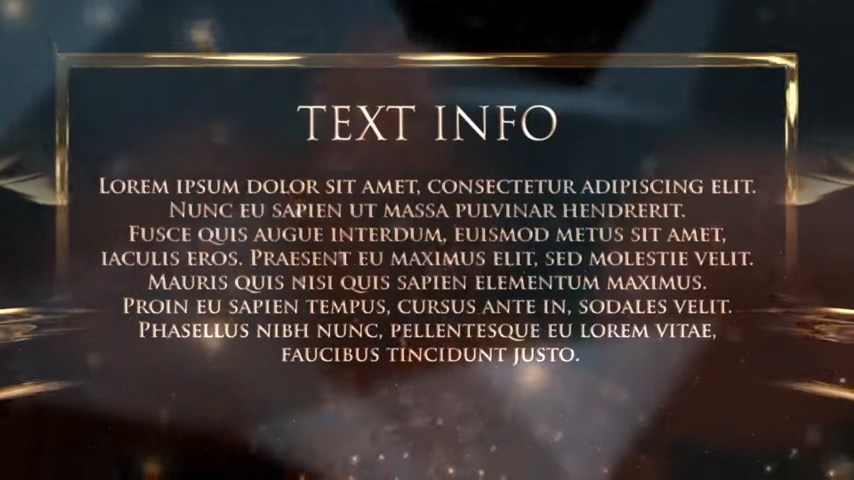 TEXT INFO
LOREM IPSUM DOLOR SIT AMET, CONSECTETUR ADIPISCING ELIT.
NUNC EU SAPIEN UT MASSA PULVINAR HENDRERIT.
FUSCE QUIS AUGUE INTERDUM, EUISMOD METUS SIT AMET,
IACULIS EROS. PRAESENT EU MAXIMUS ELIT, SED MOLESTIE VELIT.
MAURIS QUIS NISI QUIS SAPIEN ELEMENTUM MAXIMUS.
PROIN EU SAPIEN TEMPUS, CURSUS ANTE IN, SODALES VELIT.
PHASELLUS NIBH NUNC, PELLENTESQUE EU LOREM VITAE,
FAUCIBUS TINCIDUNT JUSTO.